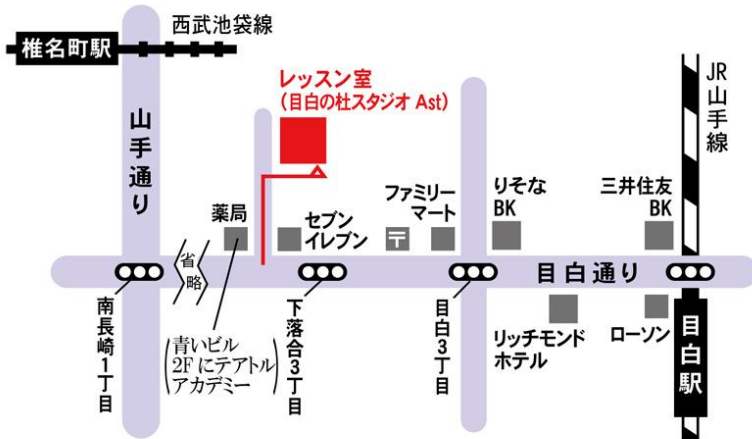 西武池袋線
椎名町駅
レッスン室
（目白の杜スタジオ Ast）
JR山手線
山手通り
薬局
セブン
イレブン
〒
ファミリー
マート
りそな
BK
三井住友
BK
省略
目白通り
南長崎1丁目
（青いビル
2Fにテアトル
アカデミー）
下落合3丁目
目白3丁目
リッチモンド
ホテル
ローソン
目白駅